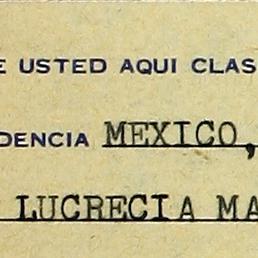 E USTED AQUI CLAS
DENCIA MEXICO,
LUCRECIA MA